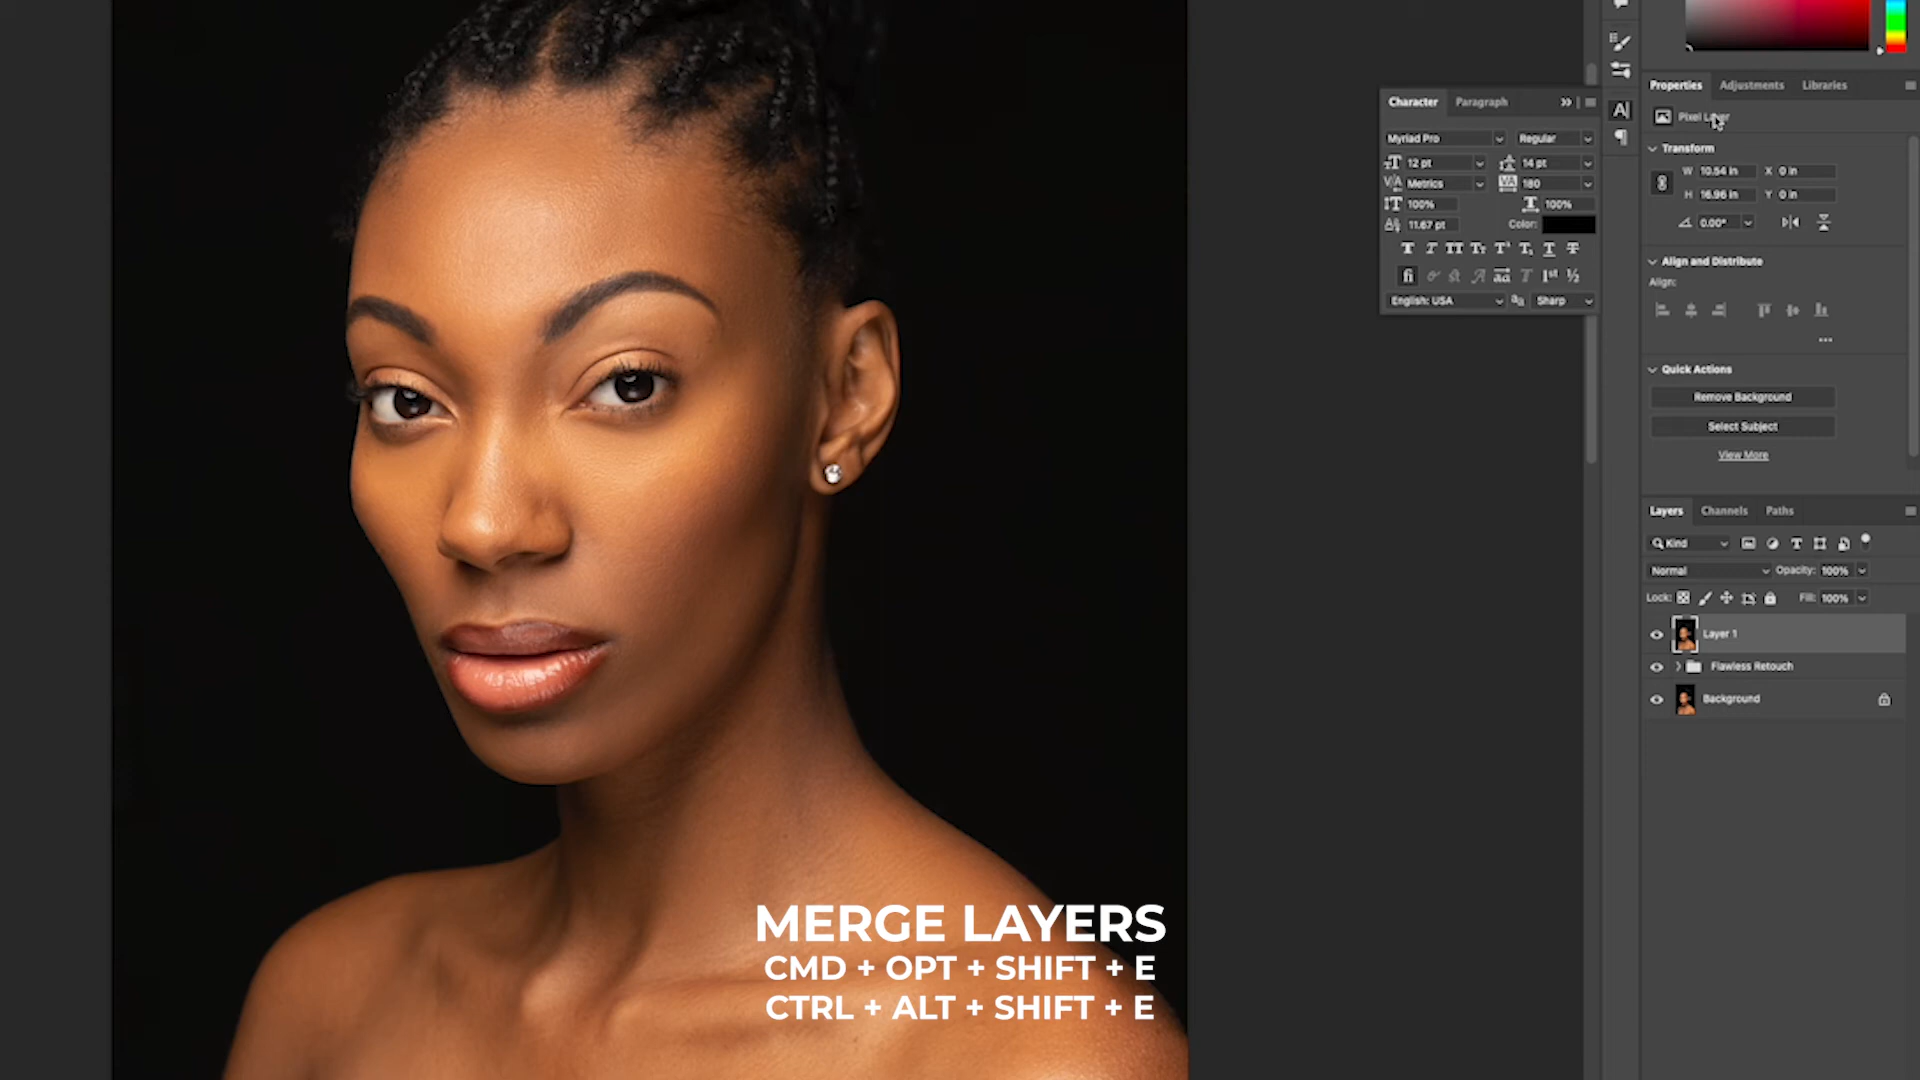 Character Paragraph
Myriad Pro Regular
12 pt 14 pt
Metrics 180
100% 100%
11.67 pt Color:
English: USA Sharp
Properties Adjustments Libraries
Pixel Layer
Transform
W 10.54 in X 0 in
H 16.96 in Y 0 in
0.00°
Align and Distribute
Align:
Quick Actions
Remove Background
Select Subject
View More
Layers Channels Paths
Kind
Normal Opacity: 100%
Lock: Fill: 100%
Layer 1
Flawless Retouch
Background
MERGE LAYERS
CMD + OPT + SHIFT + E
CTRL + ALT + SHIFT + E